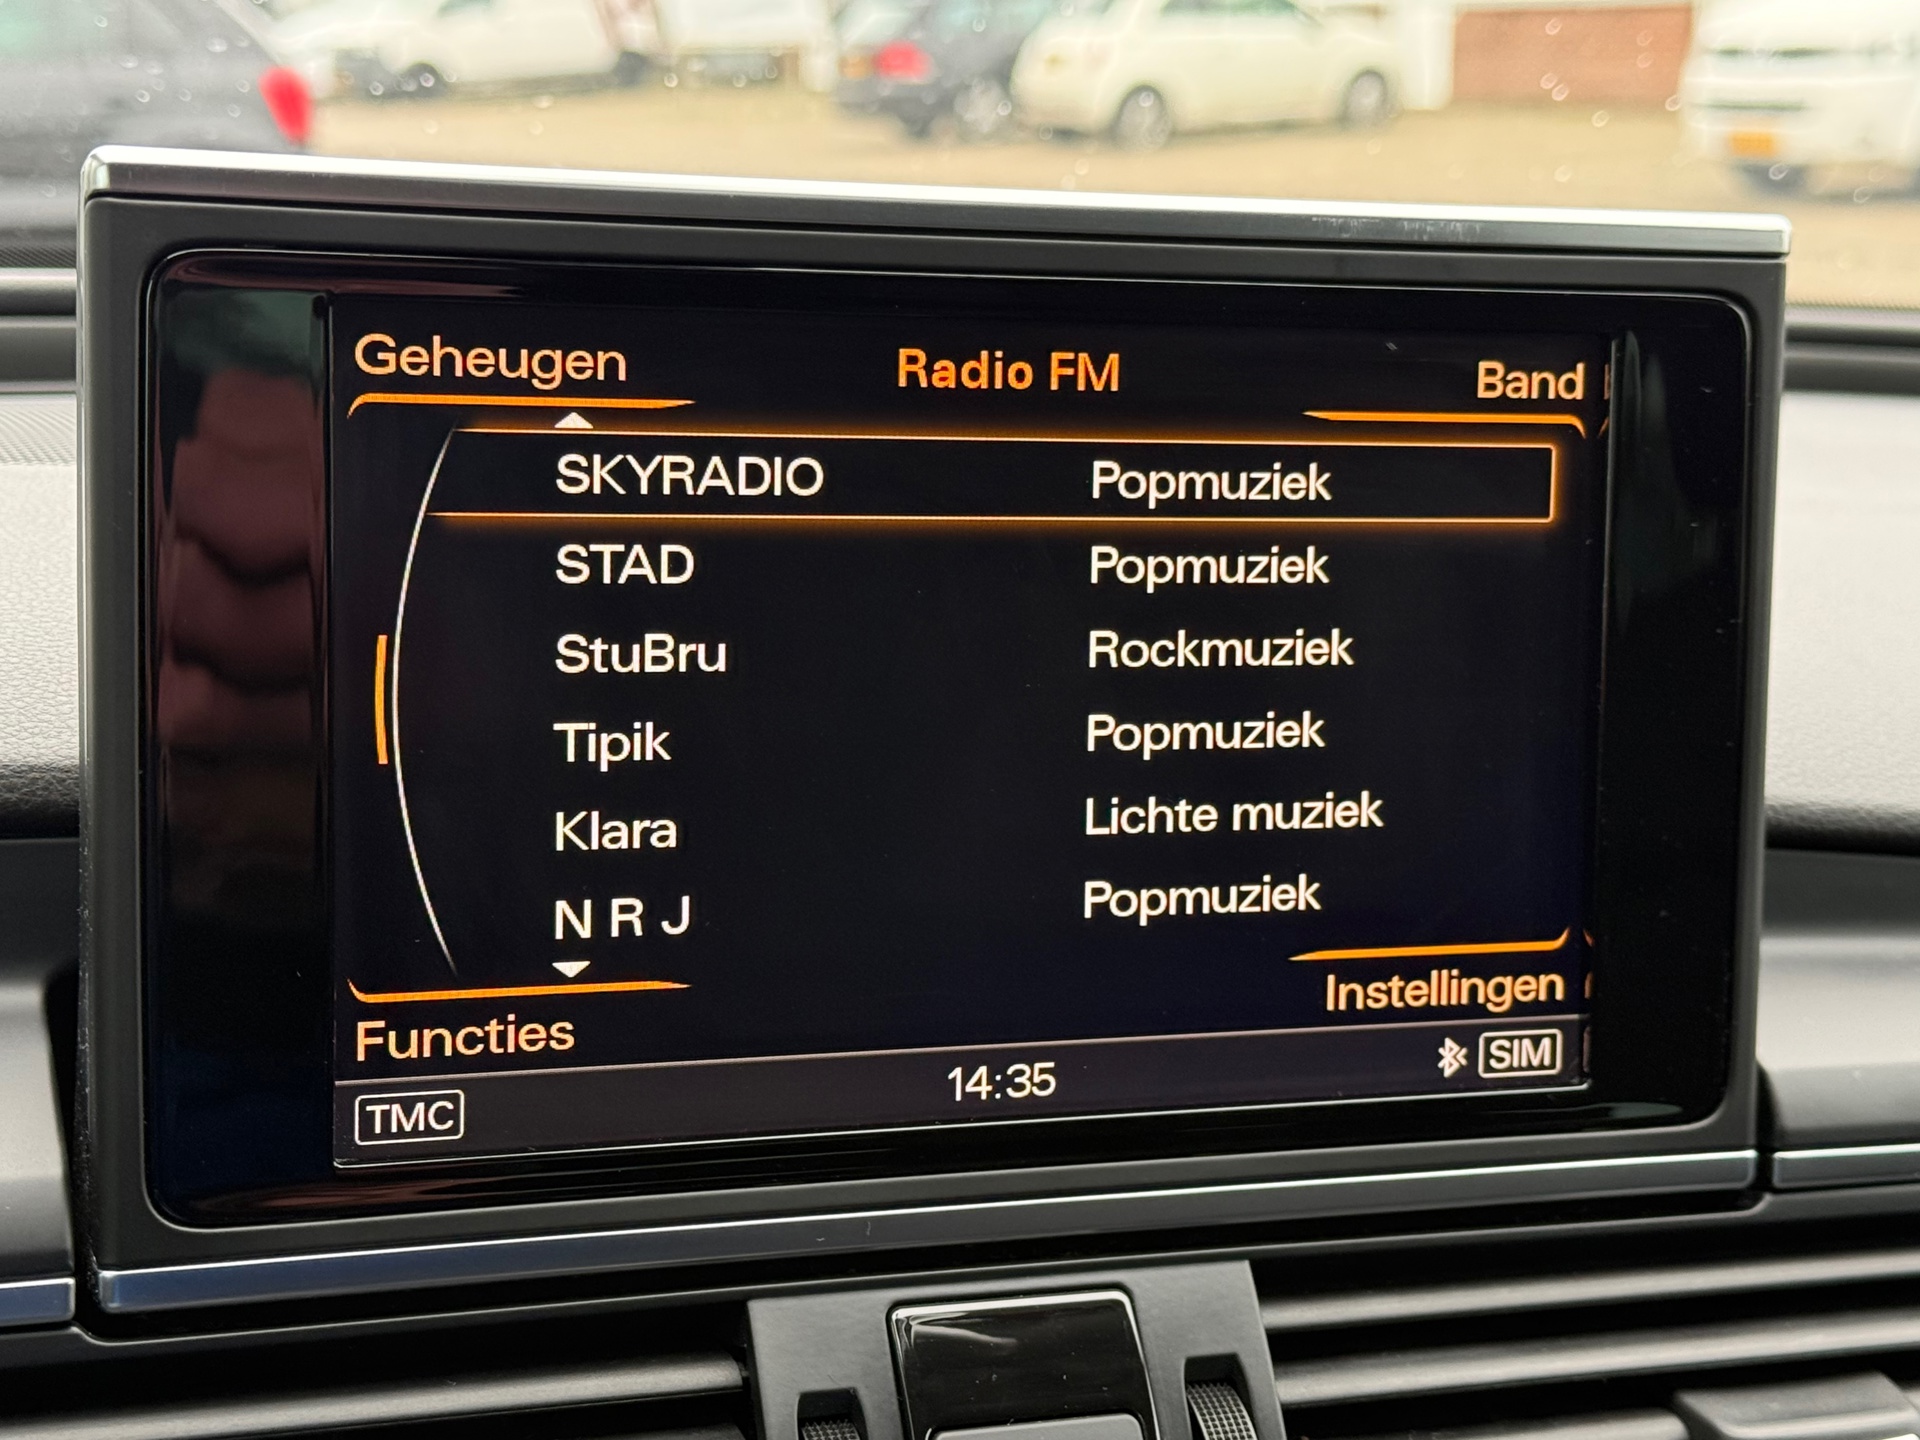 Geheugen Radio FM Band
SKYRADIO Popmuziek
STAD Popmuziek
StuBru Rockmuziek
Tipik Popmuziek
Klara Lichte muziek
N R J Popmuziek
Functies Instellingen
TMC 14:35 SIM